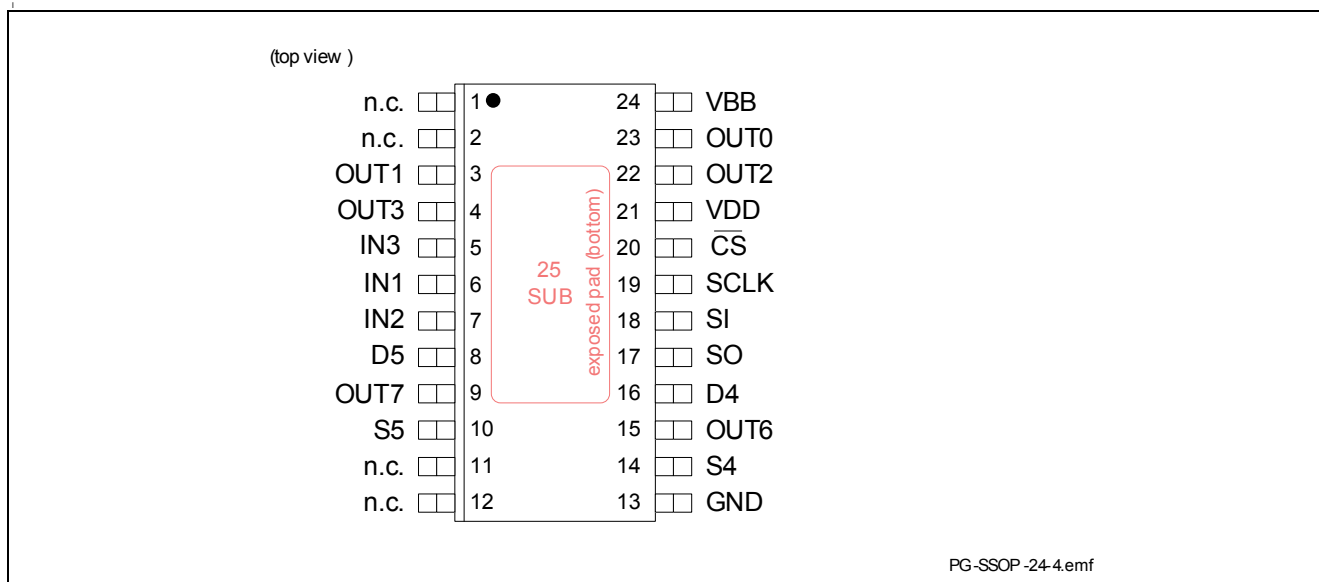 (top view )
n.c. 1 24 VBB
n.c. 2 23 OUT0
OUT1 3 22 OUT2
OUT3 4 21 VDD
IN3 5 20 C̅S̅
IN1 6 19 SCLK
IN2 7 18 SI
D5 8 17 SO
OUT7 9 16 D4
S5 10 15 OUT6
n.c. 11 14 S4
n.c. 12 13 GND
25
SUB
exposed pad (bottom)
PG-SSOP -24-4.emf